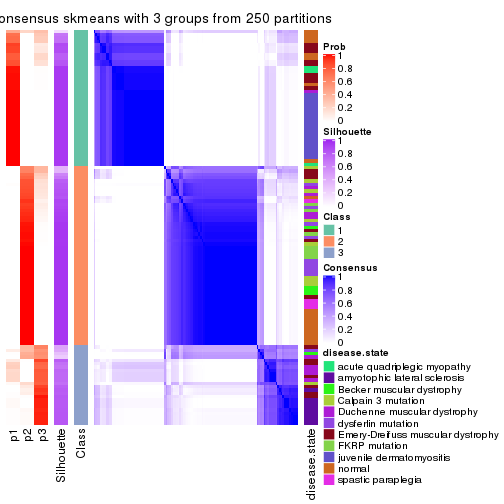 onsensus skmeans with 3 groups from 250 partitions
Prob
1
0.8
0.6
0.4
0.2
0
Silhouette
1
0.8
0.6
0.4
0.2
0
Class
1
2
3
Consensus
1
0.8
0.6
0.4
0.2
0
disease.state
acute quadriplegic myopathy
amyotophic lateral sclerosis
Becker muscular dystrophy
Calpain 3 mutation
Duchenne muscular dystrophy
dysferlin mutation
Emery-Dreifuss muscular dystrophy
FKRP mutation
juvenile dermatomyositis
normal
spastic paraplegia
p1
p2
p3
Silhouette
Class
disease.state